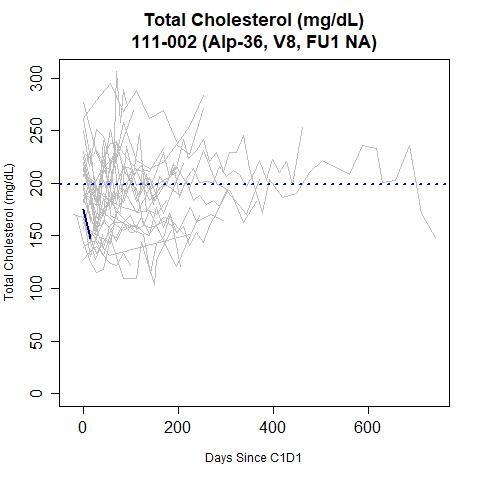 Total Cholesterol (mg/dL)
111-002 (Alp-36, V8, FU1 NA)
Total Cholesterol (mg/dL)
300
250
200
150
100
50
0
0 200 400 600
Days Since C1D1